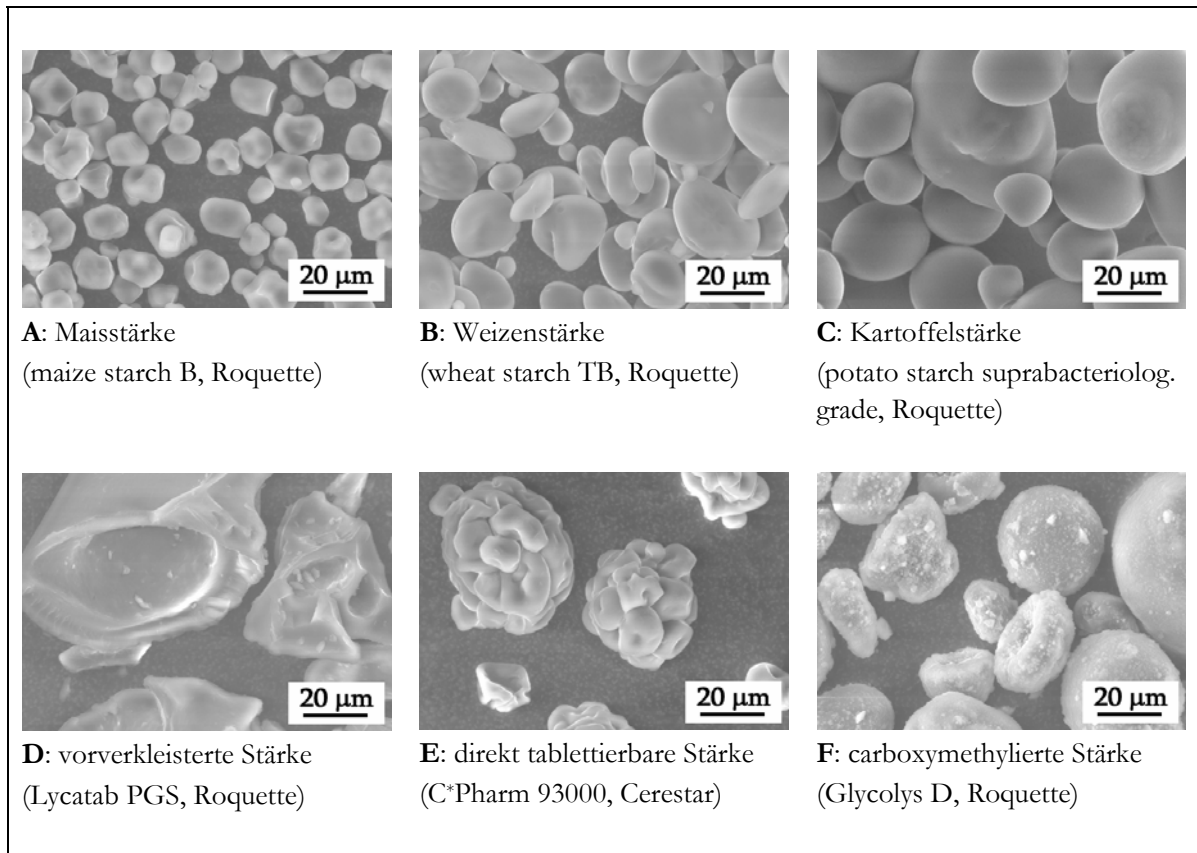 20 µm
20 µm
20 µm
A: Maisstärke
(maize starch B, Roquette)
B: Weizenstärke
(wheat starch TB, Roquette)
C: Kartoffelstärke
(potato starch suprabacteriolog.
grade, Roquette)
20 µm
20 µm
20 µm
D: vorverkleisterte Stärke
(Lycatab PGS, Roquette)
E: direkt tablettierbare Stärke
(C*Pharm 93000, Cerestar)
F: carboxymethylierte Stärke
(Glycolys D, Roquette)